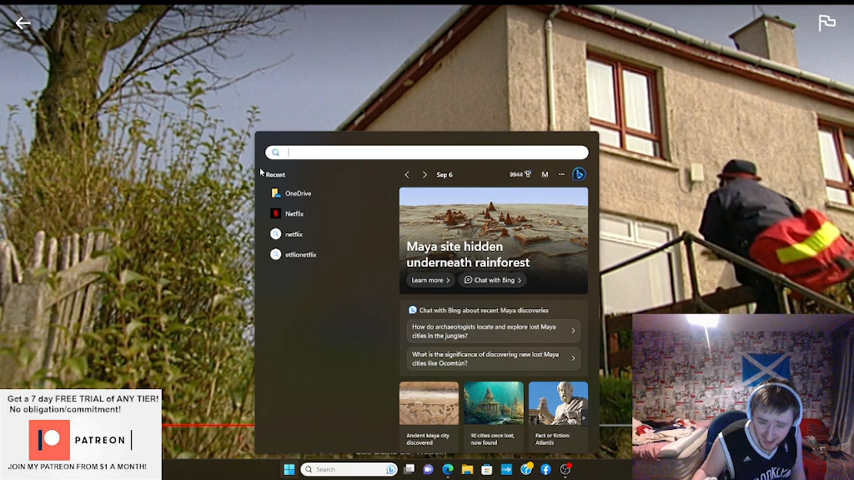 Recent
Sep 6
9944
M
OneDrive
Netflix
netflix
etllionetflix
Maya site hidden
underneath rainforest
Learn more
Chat with Bing
Chat with Bing about recent Maya discoveries
How do archaeologists locate and explore lost Maya
cities in the jungles?
What is the significance of discovering new lost Maya
cities like Ocomtún?
Ancient Maya city
discovered
10 cities once lost,
now found
Fact or fiction:
Atlantis
Get a 7 day FREE TRIAL of ANY TIER!
No obligation/commitment!
PATREON
JOIN MY PATREON FROM $1 A MONTH!
Search